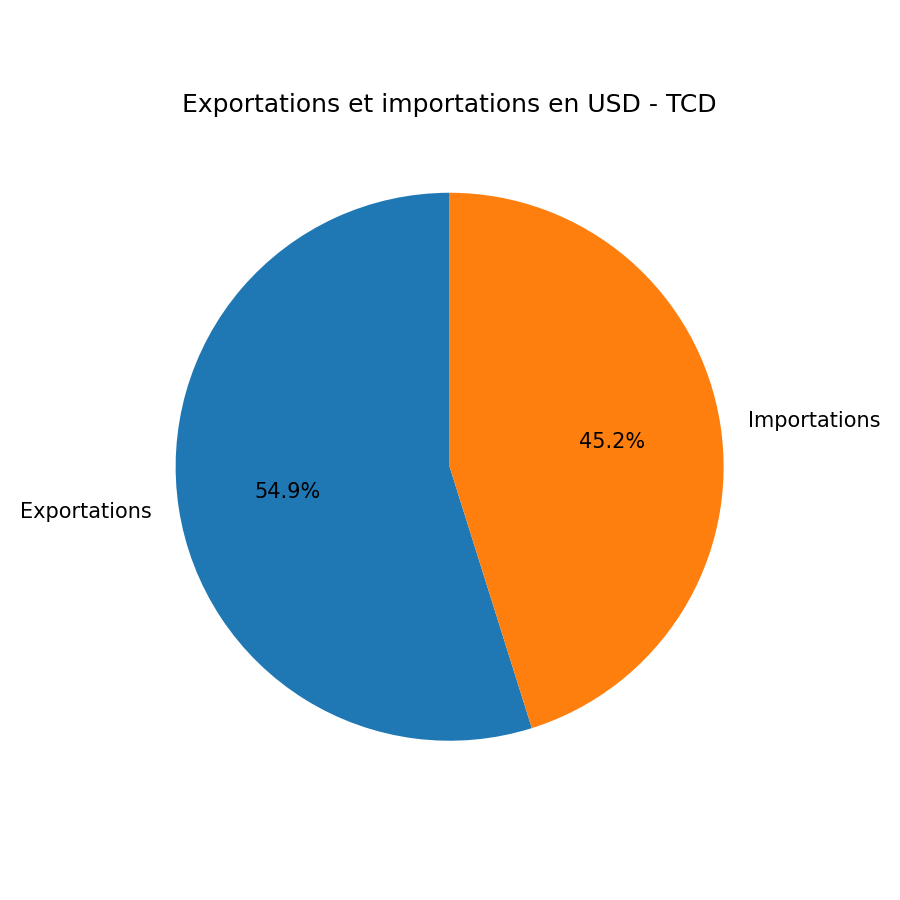 Exportations et importations en USD - TCD
Importations
45.2%
54.9%
Exportations